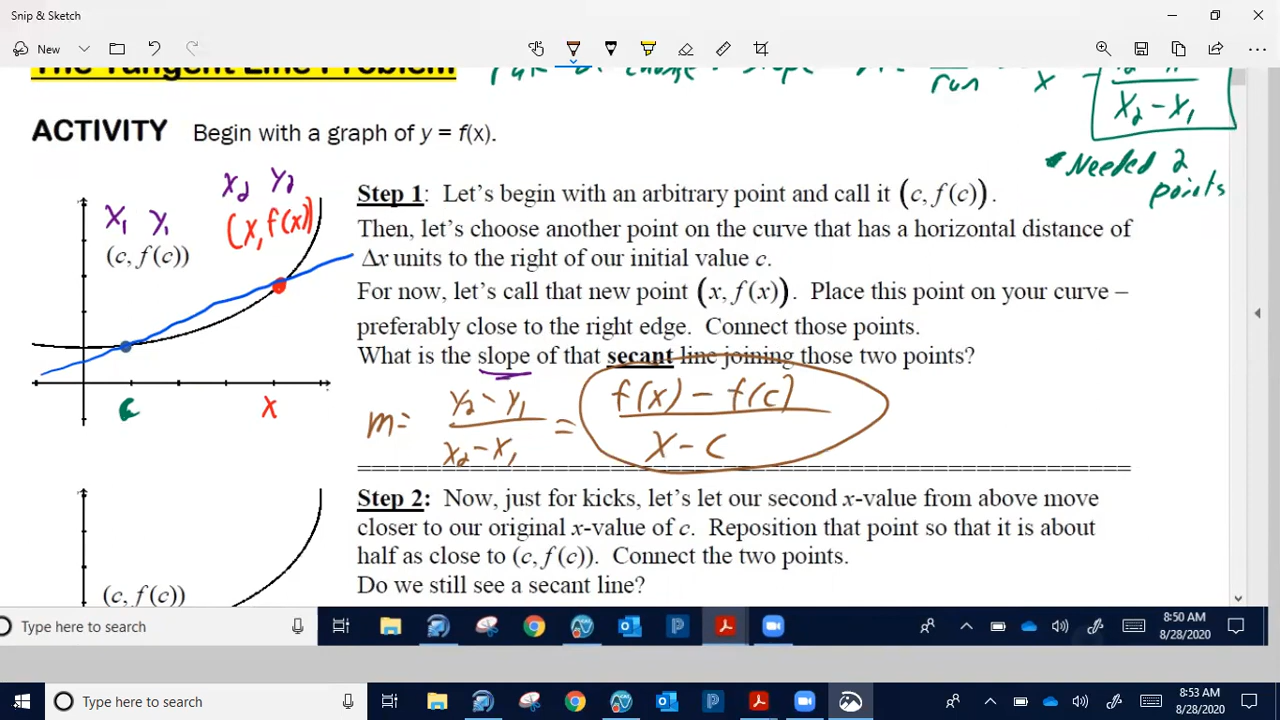 Snip & Sketch
New
The Tangent Line Problem
rate of change = slope
run
x
x₂ - x₁
ACTIVITY Begin with a graph of y = f(x).
• Needed 2
points
x₂ y₂
x₁ y₁
(x, f(x))
(c, f(c))
c
x
Step 1: Let's begin with an arbitrary point and call it (c, f(c)).
Then, let's choose another point on the curve that has a horizontal distance of
Δx units to the right of our initial value c.
For now, let's call that new point (x, f(x)). Place this point on your curve –
preferably close to the right edge. Connect those points.
What is the slope of that secant line joining those two points?
m = y₂ - y₁ / x₂ - x₁ = f(x) - f(c) / x - c
Step 2: Now, just for kicks, let's let our second x-value from above move
closer to our original x-value of c. Reposition that point so that it is about
half as close to (c, f(c)). Connect the two points.
Do we still see a secant line?
(c, f(c))
Type here to search
8:50 AM
8/28/2020
Type here to search
8:53 AM
8/28/2020